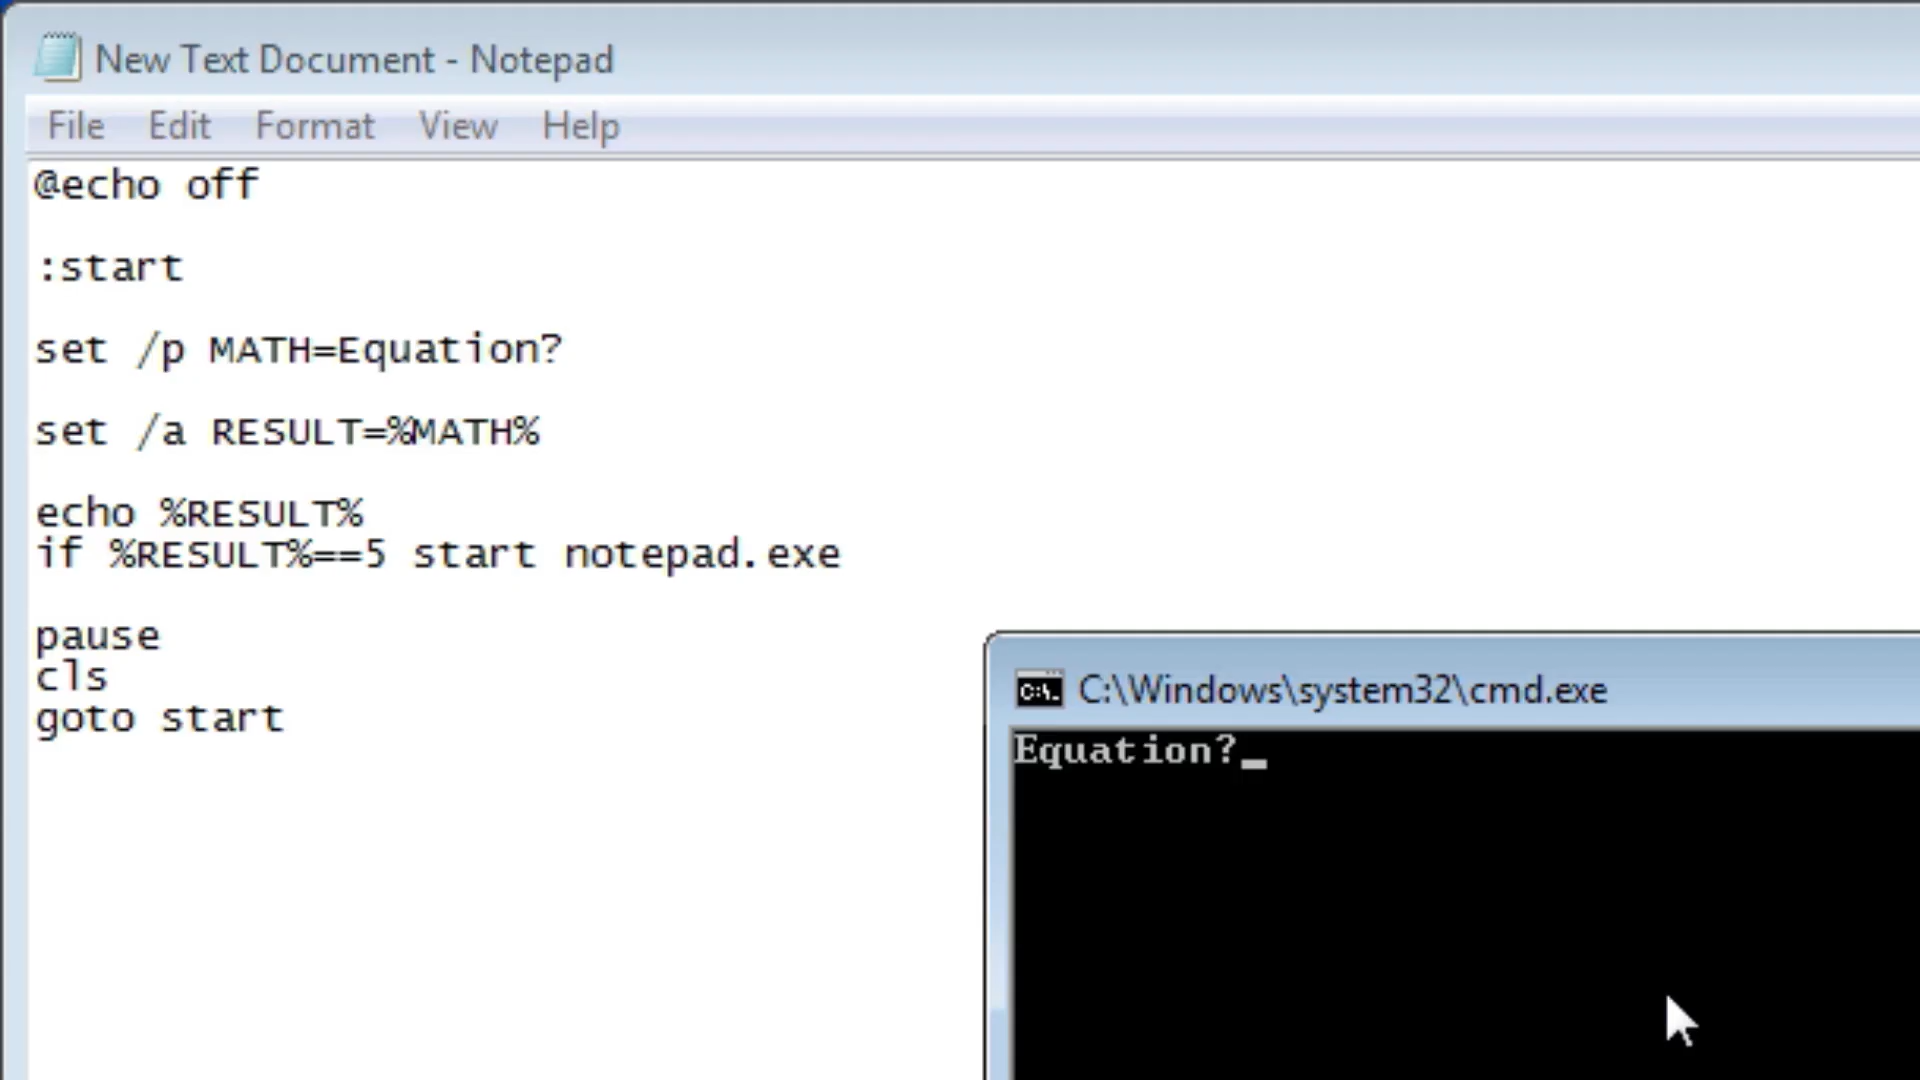 New Text Document - Notepad
File Edit Format View Help
@echo off
:start
set /p MATH=Equation?
set /a RESULT=%MATH%
echo %RESULT%
if %RESULT%==5 start notepad.exe
pause
cls
goto start
C:\Windows\system32\cmd.exe
Equation?_